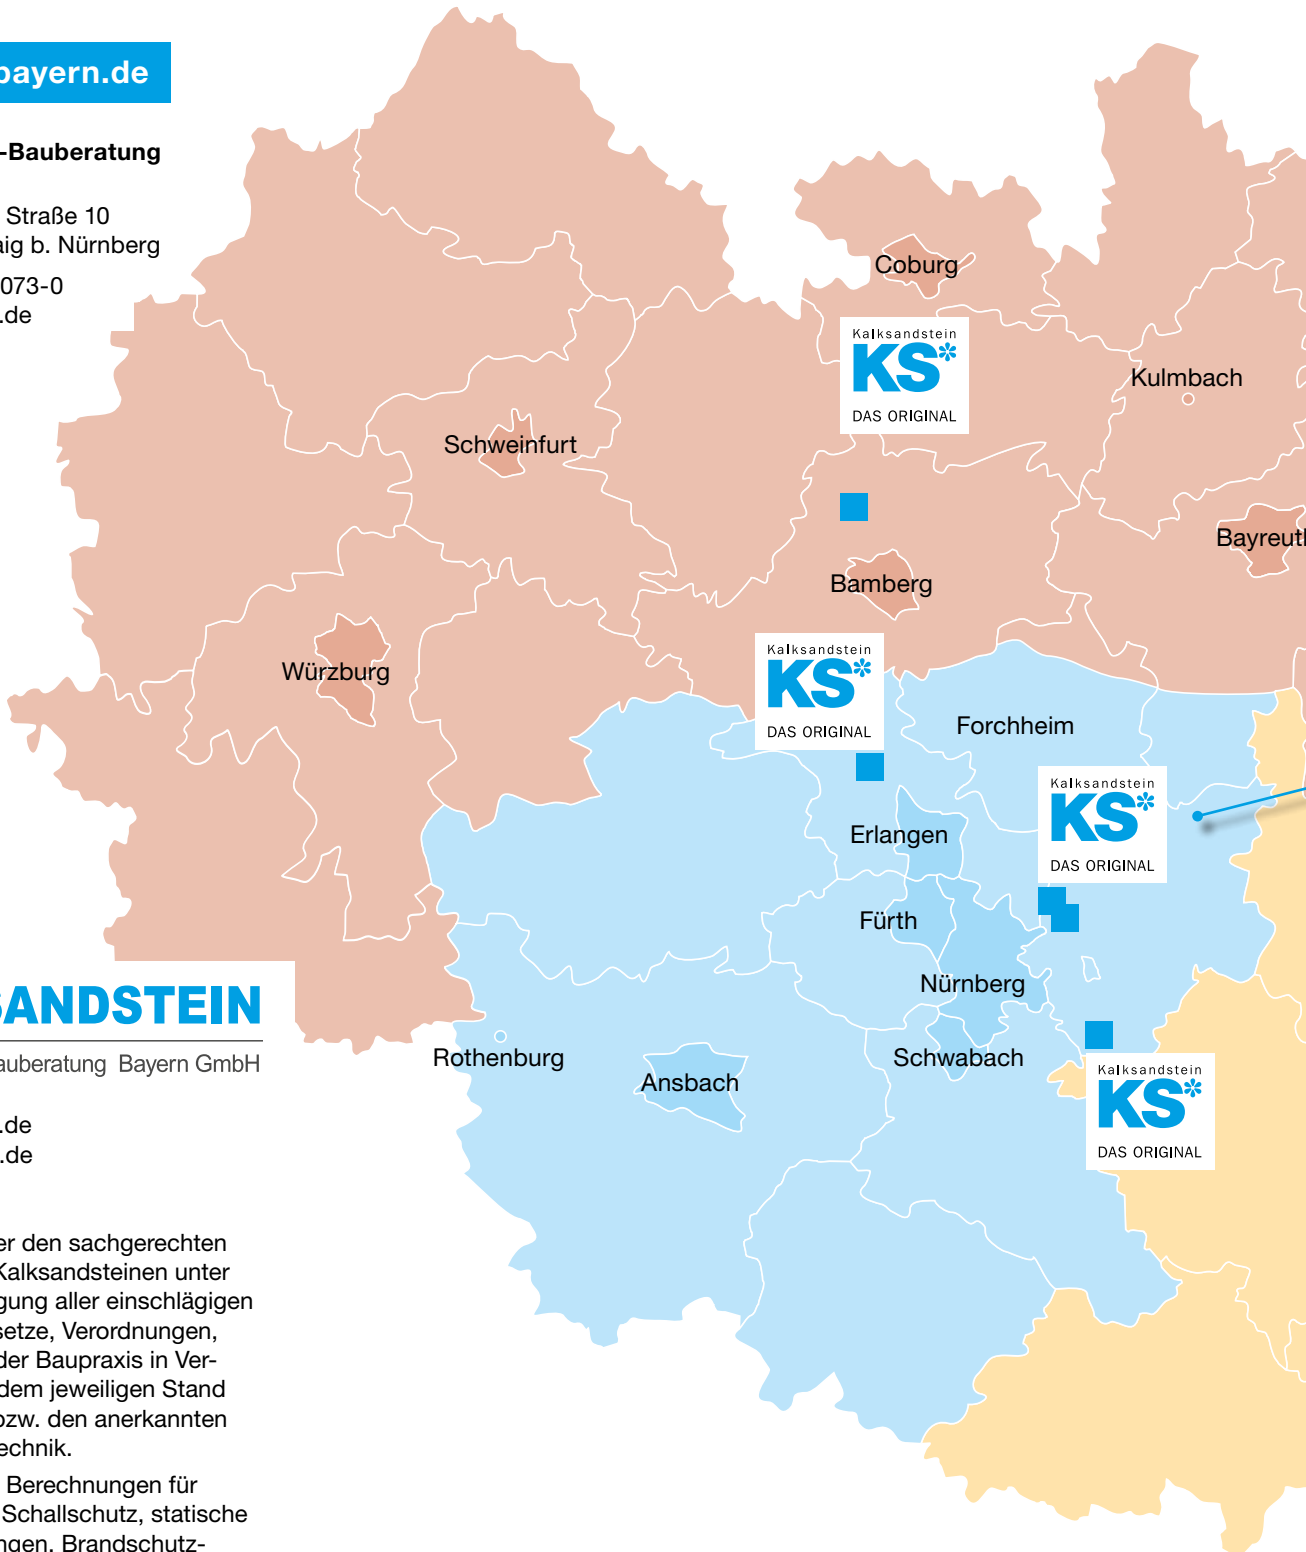 bayern.de
-Bauberatung
Straße 10
aig b. Nürnberg
073-0
.de
SANDSTEIN
auberatung Bayern GmbH
.de
.de
er den sachgerechten
Kalksandsteinen unter
gung aller einschlägigen
setze, Verordnungen,
der Baupraxis in Ver-
dem jeweiligen Stand
bzw. den anerkannten
echnik.
Berechnungen für
Schallschutz, statische
ngen, Brandschutz-
Coburg
Kalksandstein
KS*
DAS ORIGINAL
Kulmbach
Schweinfurt
Bayreuth
Bamberg
Würzburg
Kalksandstein
KS*
DAS ORIGINAL
Forchheim
Kalksandstein
KS*
DAS ORIGINAL
Erlangen
Fürth
Nürnberg
Rothenburg
Schwabach
Ansbach
Kalksandstein
KS*
DAS ORIGINAL